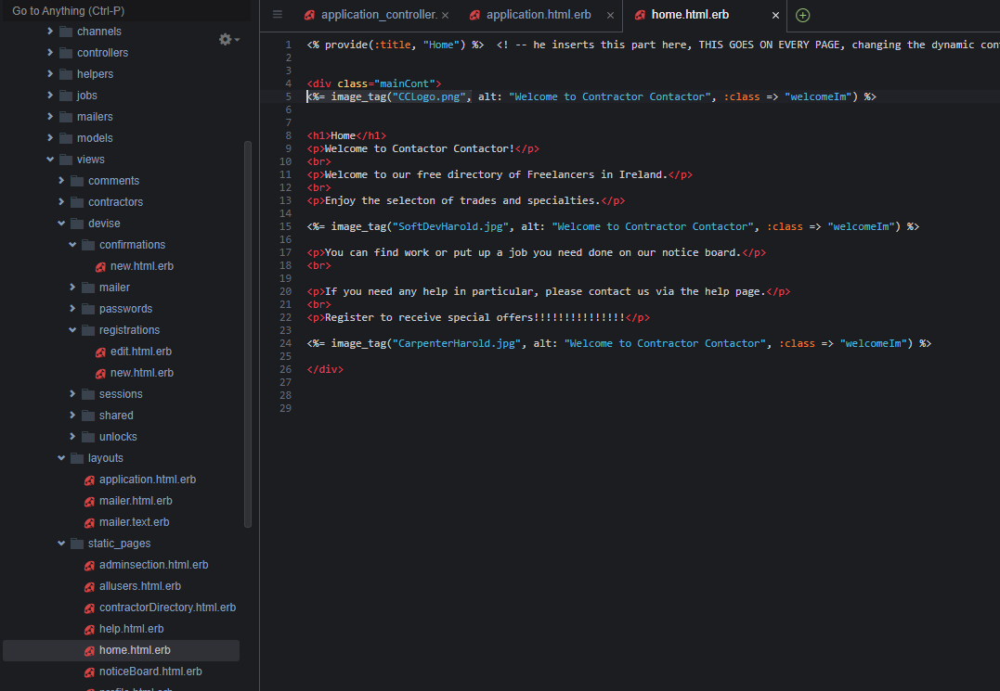 Go to Anything (Ctrl-P)
channels
controllers
helpers
jobs
mailers
models
views
comments
contractors
devise
confirmations
new.html.erb
mailer
passwords
registrations
edit.html.erb
new.html.erb
sessions
shared
unlocks
layouts
application.html.erb
mailer.html.erb
mailer.text.erb
static_pages
adminsection.html.erb
allusers.html.erb
contractorDirectory.html.erb
help.html.erb
home.html.erb
noticeBoard.html.erb
profile.html.erb
application_controller. × application.html.erb × home.html.erb ×
1 <% provide(:title, "Home") %>  <! -- he inserts this part here, THIS GOES ON EVERY PAGE, changing the dynamic con
2
3
4 <div class="mainCont">
5 <%= image_tag("CCLogo.png", alt: "Welcome to Contractor Contactor", :class => "welcomeIm") %>
6
7
8 <h1>Home</h1>
9 <p>Welcome to Contactor Contactor!</p>
10 <br>
11 <p>Welcome to our free directory of Freelancers in Ireland.</p>
12 <br>
13 <p>Enjoy the selecton of trades and specialties.</p>
14
15 <%= image_tag("SoftDevHarold.jpg", alt: "Welcome to Contractor Contactor", :class => "welcomeIm") %>
16
17 <p>You can find work or put up a job you need done on our notice board.</p>
18 <br>
19
20 <p>If you need any help in particular, please contact us via the help page.</p>
21 <br>
22 <p>Register to receive special offers!!!!!!!!!!!!!!!</p>
23
24 <%= image_tag("CarpenterHarold.jpg", alt: "Welcome to Contractor Contactor", :class => "welcomeIm") %>
25
26 </div>
27
28
29